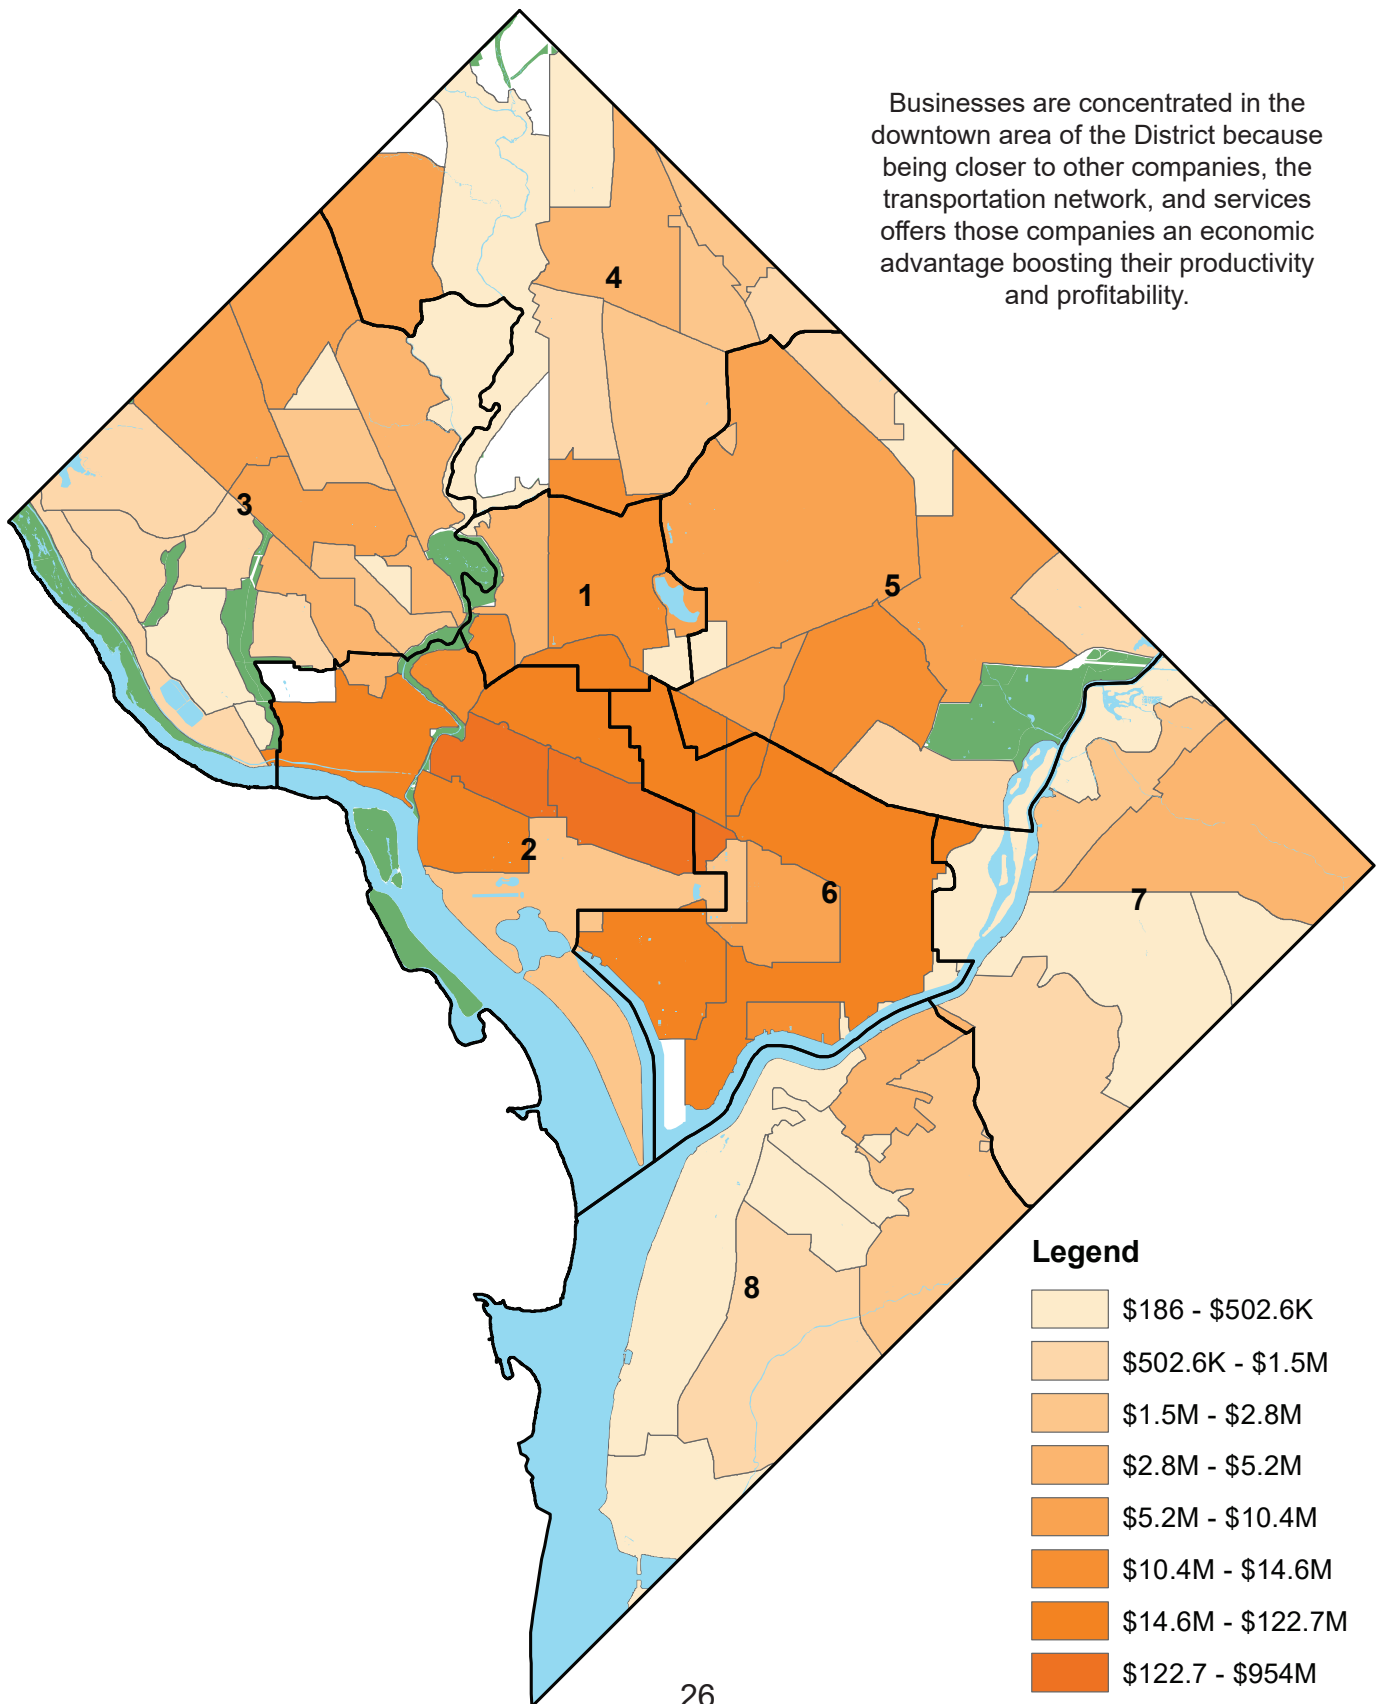 Businesses are concentrated in the
downtown area of the District because
being closer to other companies, the
transportation network, and services
offers those companies an economic
advantage boosting their productivity
and profitability.
4
3
1
5
2
6
7
8
Legend
$186 - $502.6K
$502.6K - $1.5M
$1.5M - $2.8M
$2.8M - $5.2M
$5.2M - $10.4M
$10.4M - $14.6M
$14.6M - $122.7M
$122.7 - $954M
26